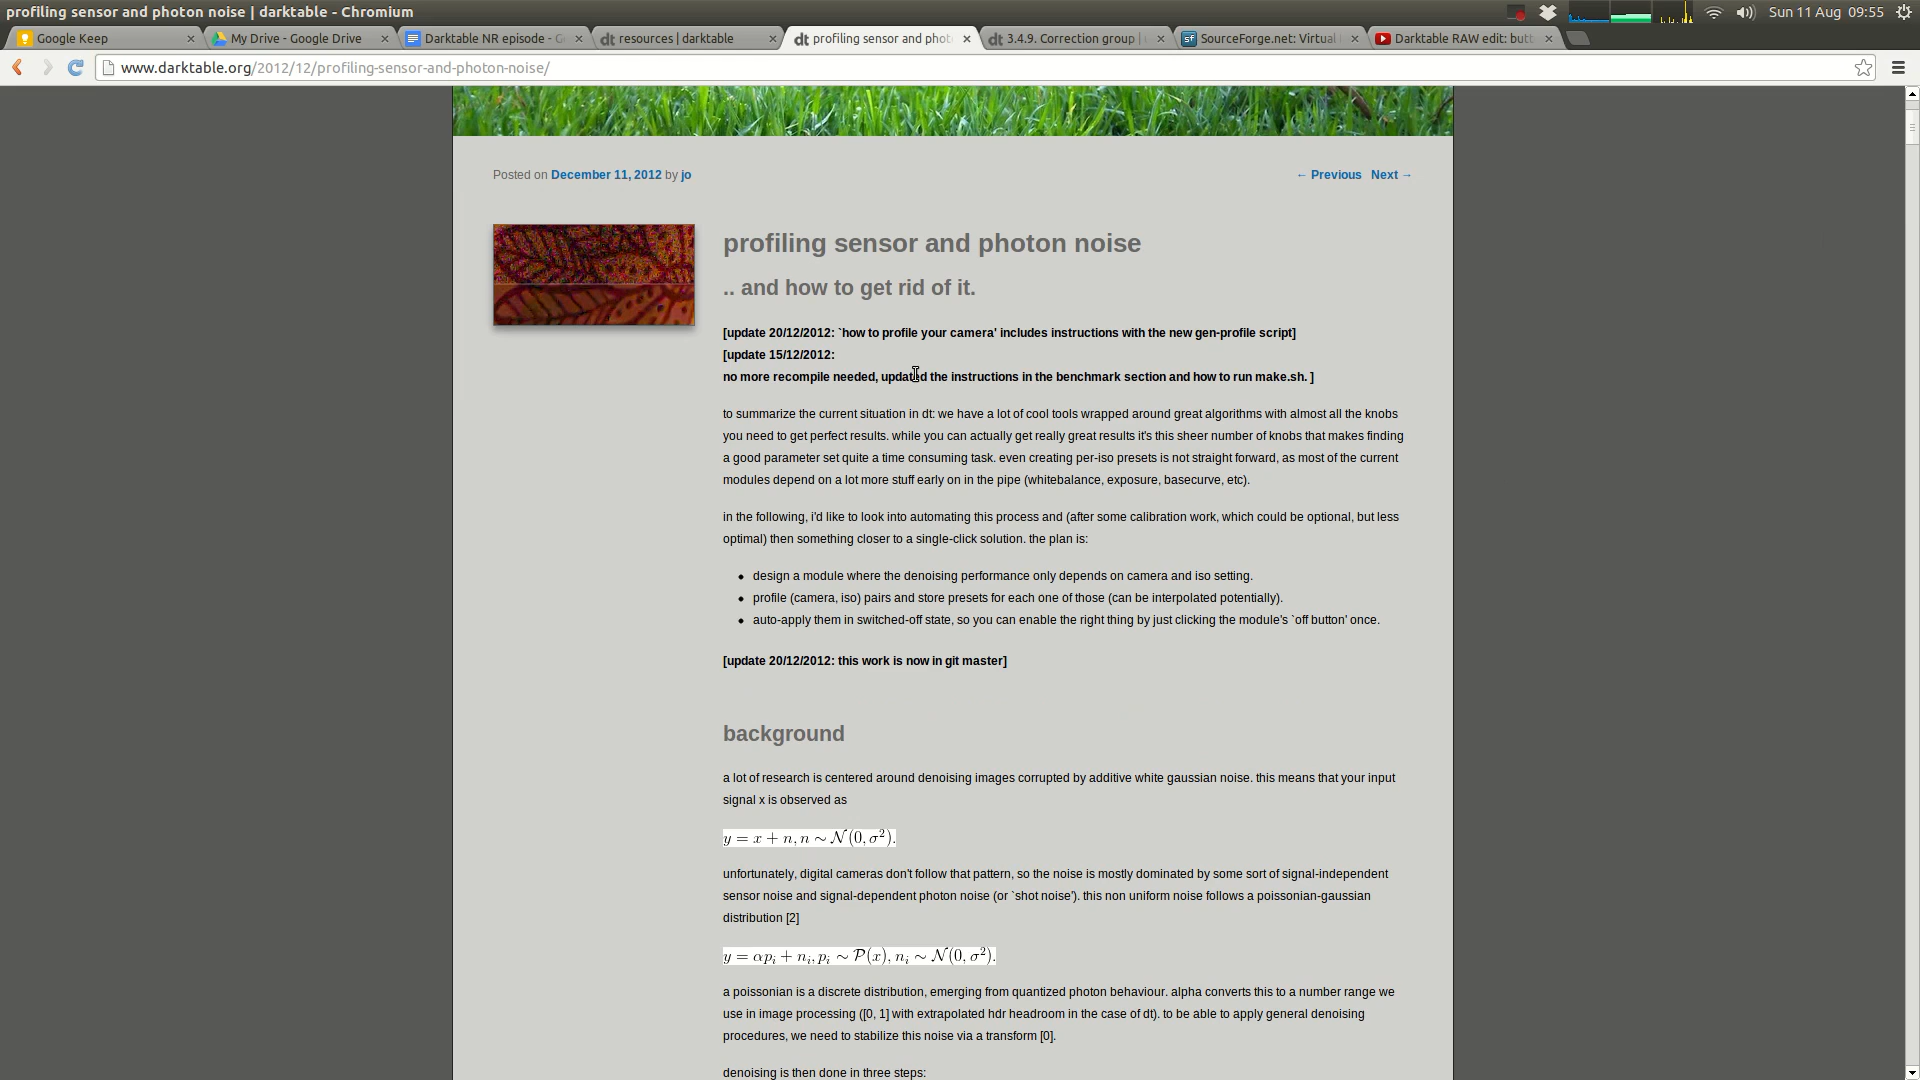 profiling sensor and photon noise | darktable - Chromium
Sun 11 Aug 09:55
Google Keep
My Drive - Google Drive
Darktable NR episode - G
resources | darktable
profiling sensor and phot
3.4.9. Correction group |
SourceForge.net: Virtual
Darktable RAW edit: but
www.darktable.org/2012/12/profiling-sensor-and-photon-noise/
Posted on December 11, 2012 by jo
← Previous Next →
profiling sensor and photon noise
.. and how to get rid of it.
[update 20/12/2012: `how to profile your camera' includes instructions with the new gen-profile script]
[update 15/12/2012:
no more recompile needed, updated the instructions in the benchmark section and how to run make.sh. ]
to summarize the current situation in dt: we have a lot of cool tools wrapped around great algorithms with almost all the knobs
you need to get perfect results. while you can actually get really great results it's this sheer number of knobs that makes finding
a good parameter set quite a time consuming task. even creating per-iso presets is not straight forward, as most of the current
modules depend on a lot more stuff early on in the pipe (whitebalance, exposure, basecurve, etc).
in the following, i'd like to look into automating this process and (after some calibration work, which could be optional, but less
optimal) then something closer to a single-click solution. the plan is:
• design a module where the denoising performance only depends on camera and iso setting.
• profile (camera, iso) pairs and store presets for each one of those (can be interpolated potentially).
• auto-apply them in switched-off state, so you can enable the right thing by just clicking the module's `off button' once.
[update 20/12/2012: this work is now in git master]
background
a lot of research is centered around denoising images corrupted by additive white gaussian noise. this means that your input
signal x is observed as
y = x + n, n ∼ 𝒩(0, σ²).
unfortunately, digital cameras don't follow that pattern, so the noise is mostly dominated by some sort of signal-independent
sensor noise and signal-dependent photon noise (or `shot noise'). this non uniform noise follows a poissonian-gaussian
distribution [2]
y = αpᵢ + nᵢ, pᵢ ∼ 𝒫(x), nᵢ ∼ 𝒩(0, σ²).
a poissonian is a discrete distribution, emerging from quantized photon behaviour. alpha converts this to a number range we
use in image processing ([0, 1] with extrapolated hdr headroom in the case of dt). to be able to apply general denoising
procedures, we need to stabilize this noise via a transform [0].
denoising is then done in three steps: